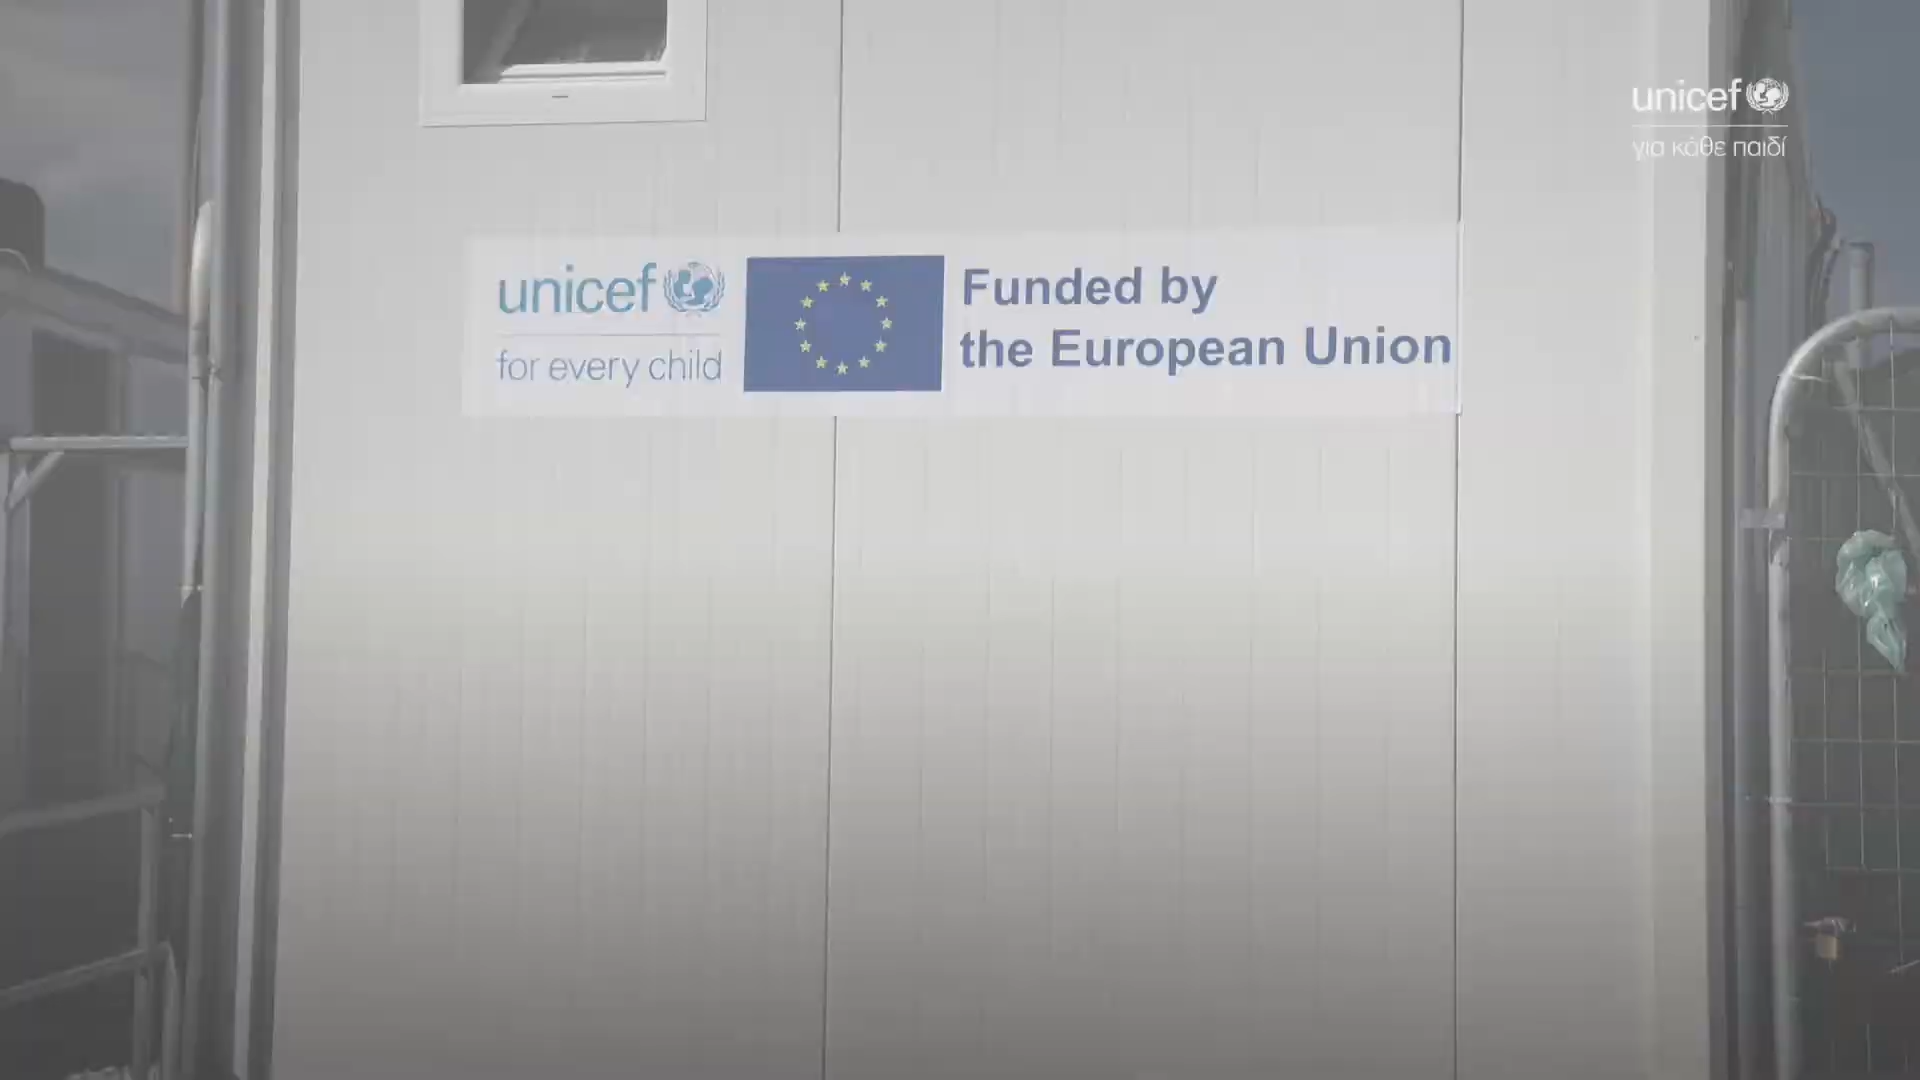 unicef
για κάθε παιδί
unicef
for every child
Funded by
the European Union